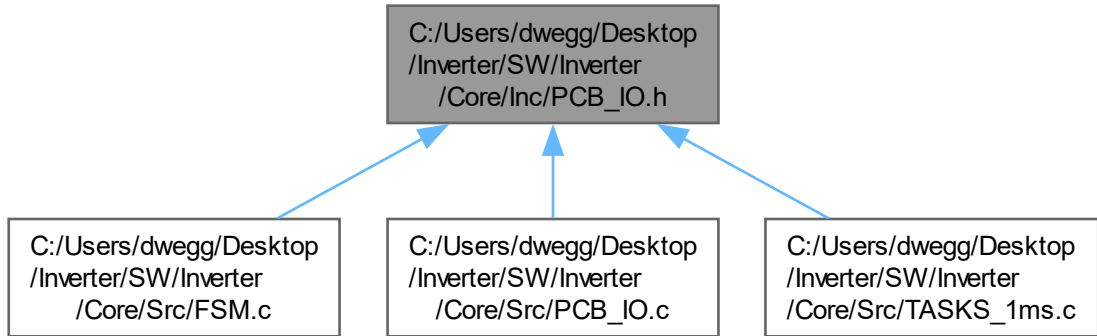 C:/Users/dwegg/Desktop
/Inverter/SW/Inverter
/Core/Inc/PCB_IO.h
C:/Users/dwegg/Desktop
/Inverter/SW/Inverter
/Core/Src/FSM.c
C:/Users/dwegg/Desktop
/Inverter/SW/Inverter
/Core/Src/PCB_IO.c
C:/Users/dwegg/Desktop
/Inverter/SW/Inverter
/Core/Src/TASKS_1ms.c